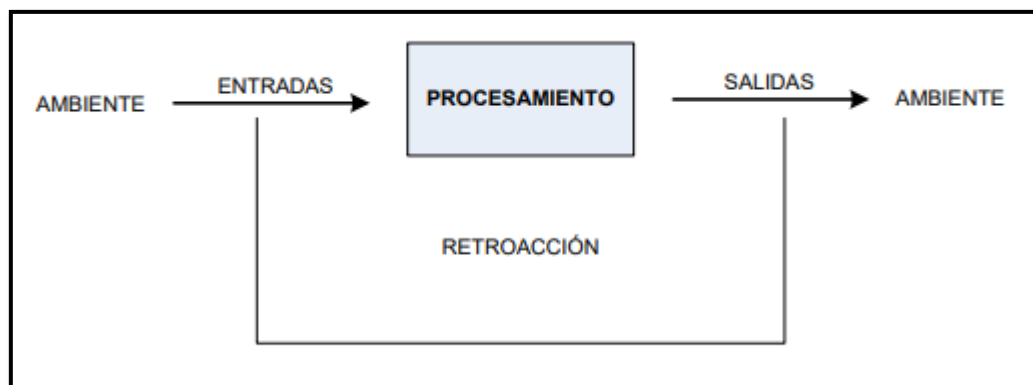 AMBIENTE
ENTRADAS
PROCESAMIENTO
SALIDAS
AMBIENTE
RETROACCIÓN